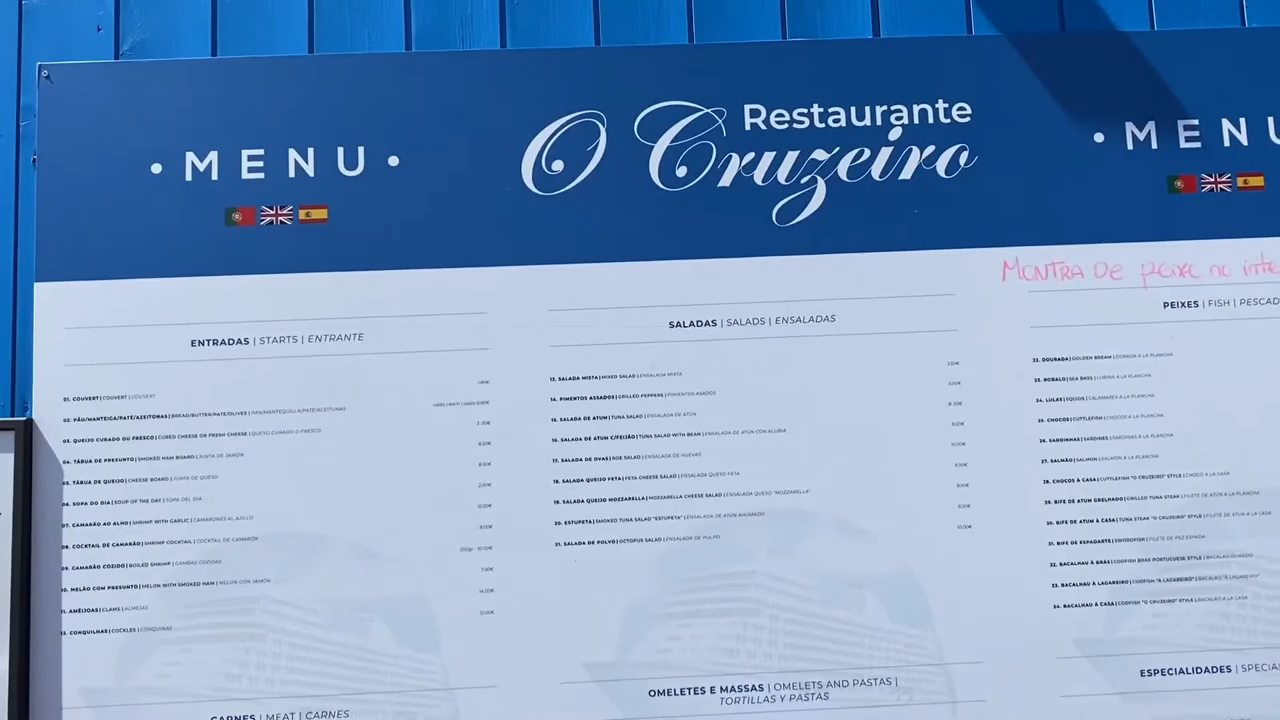 • MENU •
Restaurante
O Cruzeiro
• MENU
MONTRA DE peixe no inte
ENTRADAS | STARTS | ENTRANTE
01. COUVERT | COUVERT | COUVERT
02. PÃO/MANTEIGA/PATÉ/AZEITONAS | BREAD/BUTTER/PATE/OLIVES | PAN/MANTEQUILLA/PATÉ/ACEITUNAS
03. QUEIJO CURADO OU FRESCO | CURED CHEESE OR FRESH CHEESE | QUESO CURADO O FRESCO
04. TÁBUA DE PRESUNTO | SMOKED HAM BOARD | JUNTA DE JAMÓN
05. TÁBUA DE QUEIJO | CHEESE BOARD | JUNTA DE QUESO
06. SOPA DO DIA | SOUP OF THE DAY | SOPA DEL DIA
07. CAMARÃO AO ALHO | SHRIMP WITH GARLIC | CAMARONES AL AJILLO
08. COCKTAIL DE CAMARÃO | SHRIMP COCKTAIL | COCKTAIL DE CAMARÓN
09. CAMARÃO COZIDO | BOILED SHRIMP | GAMBAS COZIDAS
10. MELÃO COM PRESUNTO | MELON WITH SMOKED HAM | MELÓN CON JAMÓN
11. AMÊIJOAS | CLAMS | ALMEJAS
12. CONQUILHAS | COCKLES | CONQUINAS
CARNES | MEAT | CARNES
SALADAS | SALADS | ENSALADAS
13. SALADA MISTA | MIXED SALAD | ENSALADA MIXTA
14. PIMENTOS ASSADOS | GRILLED PEPPERS | PIMIENTOS ASADOS
15. SALADA DE ATUM | TUNA SALAD | ENSALADA DE ATÚN
16. SALADA DE ATUM C/FEIJÃO | TUNA SALAD WITH BEAN | ENSALADA DE ATÚN CON ALUBIA
17. SALADA DE OVAS | ROE SALAD | ENSALADA DE HUEVAS
18. SALADA QUEIJO FETA | FETA CHEESE SALAD | ENSALADA QUESO FETA
19. SALADA QUEIJO MOZZARELLA | MOZZARELLA CHEESE SALAD | ENSALADA QUESO "MOZZARELLA"
20. ESTUPETA | SMOKED TUNA SALAD "ESTUPETA" | ENSALADA DE ATÚN AHUMADO
21. SALADA DE POLVO | OCTOPUS SALAD | ENSALADA DE PULPO
OMELETES E MASSAS | OMELETS AND PASTAS |
TORTILLAS Y PASTAS
PEIXES | FISH | PESCAD
22. DOURADA | GOLDEN BREAM | DORADA A LA PLANCHA
23. ROBALO | SEA BASS | LUBINA A LA PLANCHA
24. LULAS | SQUIDS | CALAMARES A LA PLANCHA
25. CHOCOS | CUTTLEFISH | CHOCOS A LA PLANCHA
26. SARDINHAS | SARDINES | SARDINAS A LA PLANCHA
27. SALMÃO | SALMON | SALMON A LA PLANCHA
28. CHOCOS À CASA | CUTTLEFISH "O CRUZEIRO" STYLE | CHOCO A LA CASA
29. BIFE DE ATUM GRELHADO | GRILLED TUNA STEAK | FILETE DE ATUN A LA PLANCHA
30. BIFE DE ATUM À CASA | TUNA STEAK "O CRUZEIRO" STYLE | FILETE DE ATUN A LA CASA
31. BIFE DE ESPADARTE | SWORDFISH | FILETE DE PEZ ESPADA
32. BACALHAU À BRÁS | CODFISH BRÁS PORTUGUESE STYLE | BACALAO DORADO
33. BACALHAU À LAGAREIRO | CODFISH "À LAGAREIRO" | BACALAO "À LAGAREIRO"
34. BACALHAU À CASA | CODFISH "O CRUZEIRO" STYLE | BACALAO A LA CASA
ESPECIALIDADES | SPECIA